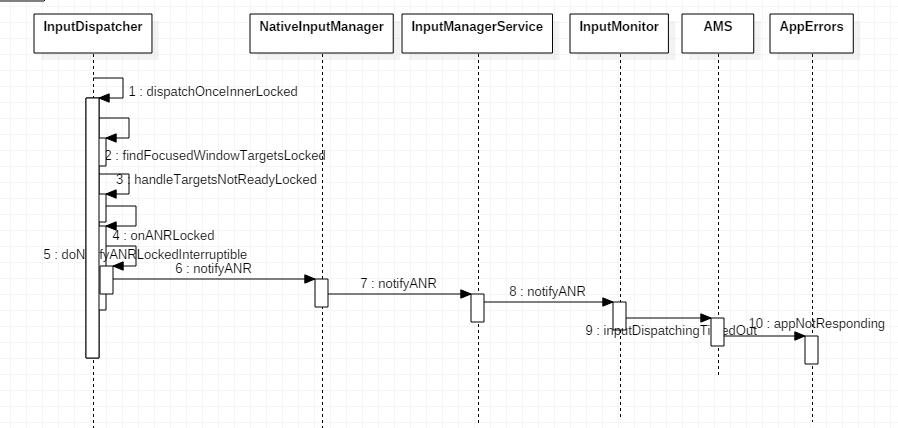 InputDispatcher
NativeInputManager
InputManagerService
InputMonitor
AMS
AppErrors
1 : dispatchOnceInnerLocked
2 : findFocusedWindowTargetsLocked
3 : handleTargetsNotReadyLocked
4 : onANRLocked
5 : doNotifyANRLockedInterruptible
6 : notifyANR
7 : notifyANR
8 : notifyANR
9 : inputDispatchingTimedOut
10 : appNotResponding